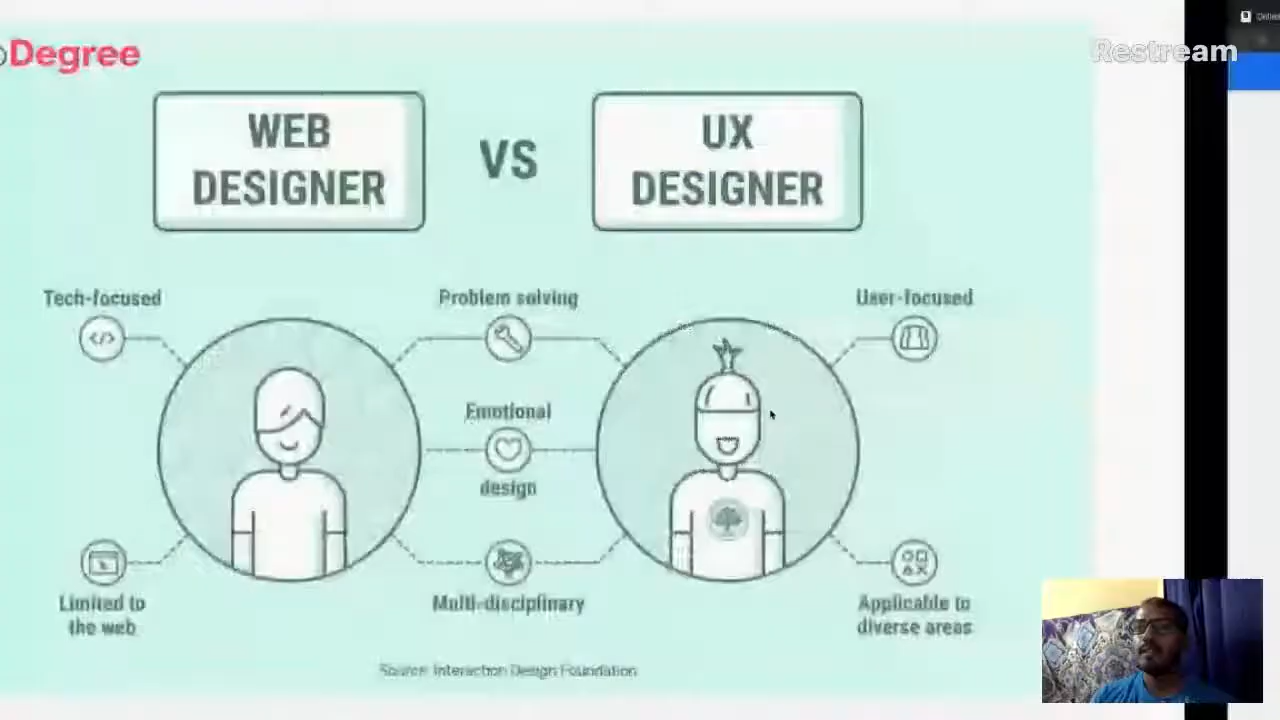 Degree
Restream
WEB
DESIGNER
VS
UX
DESIGNER
Tech-focused
Problem solving
User-focused
Emotional
design
Limited to
the web
Multi-disciplinary
Applicable to
diverse areas
Source: Interaction Design Foundation